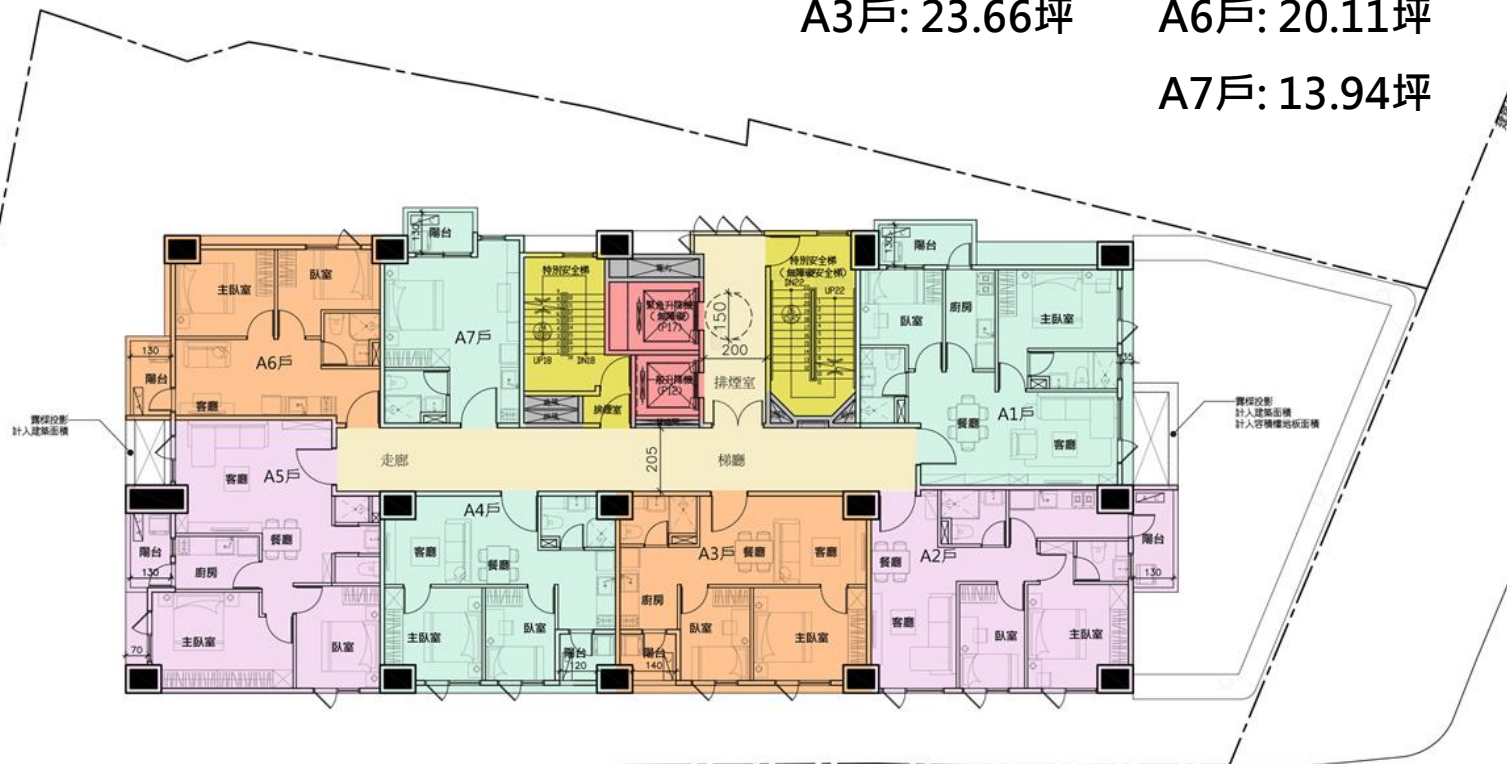 A3戶: 23.66坪
A6戶: 20.11坪
A7戶: 13.94坪
陽台
130
主臥室
臥室
A6戶
客廳
130
陽台
A7戶
特別安全梯
UP18
DN18
排煙室
緊急升降機
(無障礙)
(P17)
一般升降機
(P12)
150
200
排煙室
特別安全梯
(無障礙安全梯)
DN22
UP22
陽台
130
臥室
廚房
主臥室
A1戶
餐廳
客廳
露樑投影
計入建築面積
露樑投影
計入建築面積
計入容積樓地板面積
走廊
205
梯廳
客廳
A5戶
餐廳
陽台
130
廚房
主臥室
臥室
70
A4戶
客廳
餐廳
主臥室
臥室
陽台
120
A3戶
餐廳
客廳
廚房
臥室
主臥室
陽台
140
A2戶
餐廳
客廳
臥室
主臥室
陽台
130